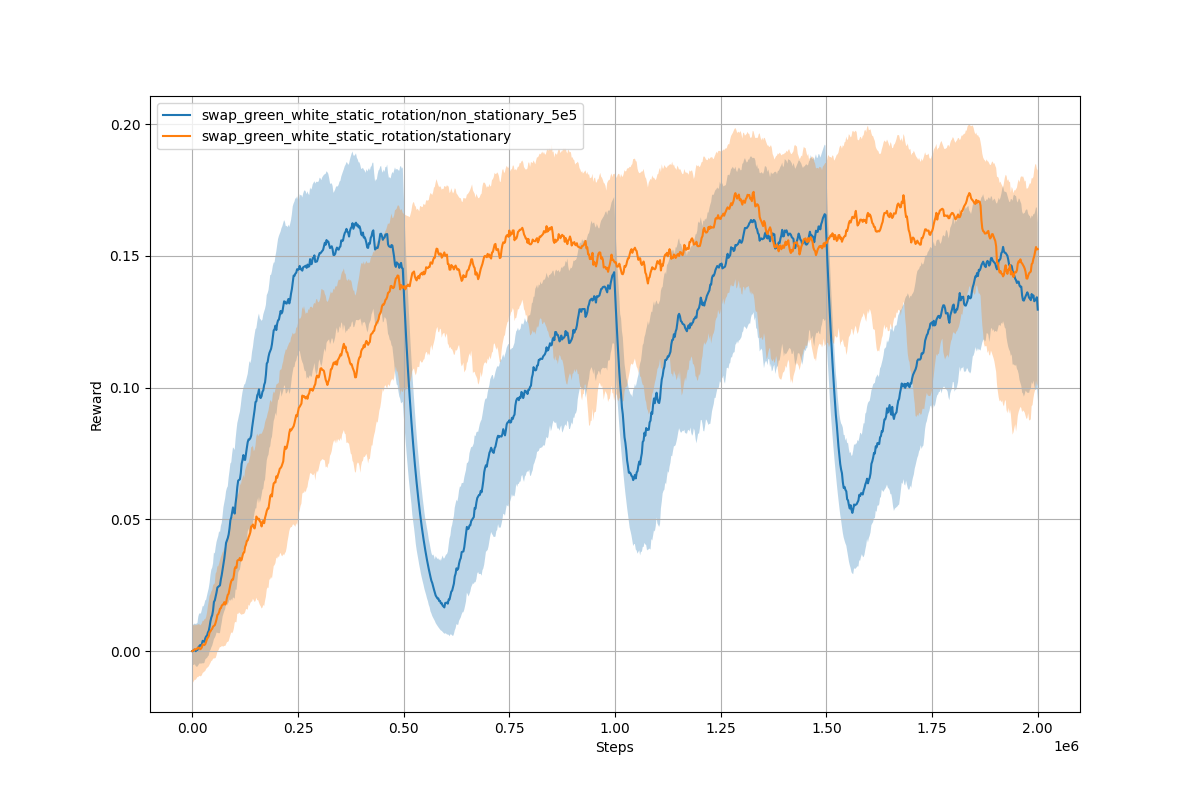 swap_green_white_static_rotation/non_stationary_5e5
swap_green_white_static_rotation/stationary
0.20
0.15
0.10
0.05
0.00
Reward
0.00 0.25 0.50 0.75 1.00 1.25 1.50 1.75 2.00
Steps
1e6